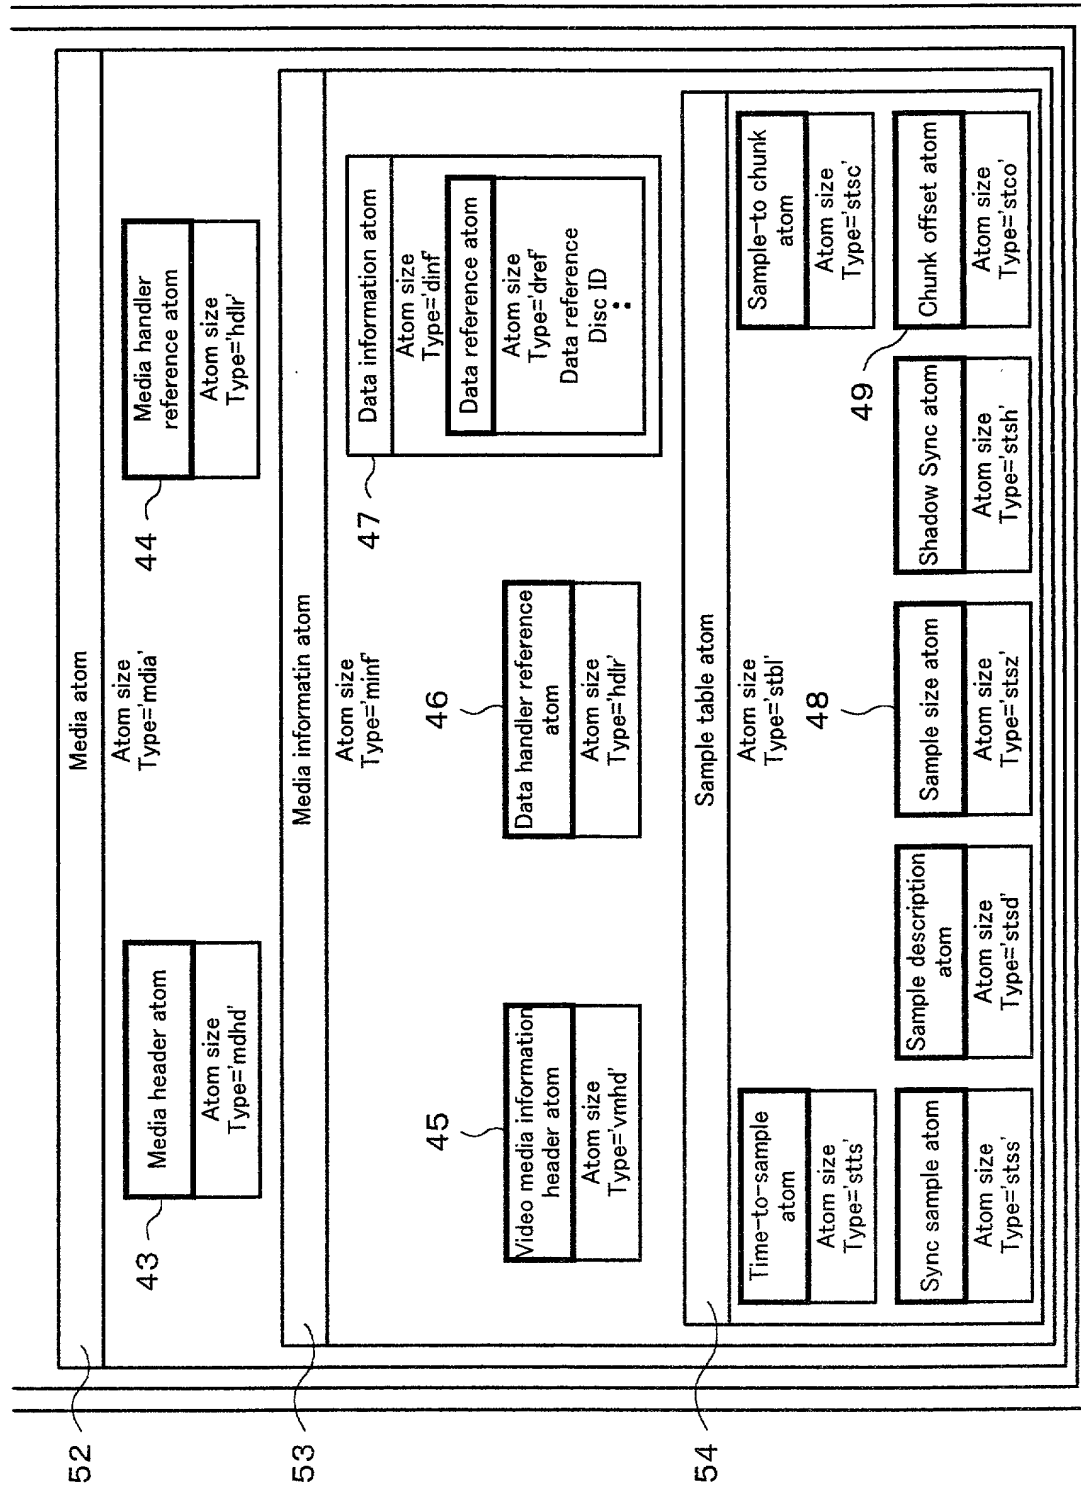 52
Media atom
Atom size
Type='mdia'
43
Media header atom
Atom size
Type='mdhd'
44
Media handler
reference atom
Atom size
Type='hdlr'
53
Media informatin atom
Atom size
Type='minf'
45
Video media information
header atom
Atom size
Type='vmhd'
46
Data handler reference
atom
Atom size
Type='hdlr'
47
Data information atom
Atom size
Type='dinf'
Data reference atom
Atom size
Type='dref'
Data reference
Disc ID
54
Sample table atom
Atom size
Type='stbl'
Time-to-sample
atom
Atom size
Type='stts'
Sample-to chunk
atom
Atom size
Type='stsc'
Sync sample atom
Atom size
Type='stss'
Sample description
atom
Atom size
Type='stsd'
48
Sample size atom
Atom size
Type='stsz'
Shadow Sync atom
Atom size
Type='stsh'
49
Chunk offset atom
Atom size
Type='stco'